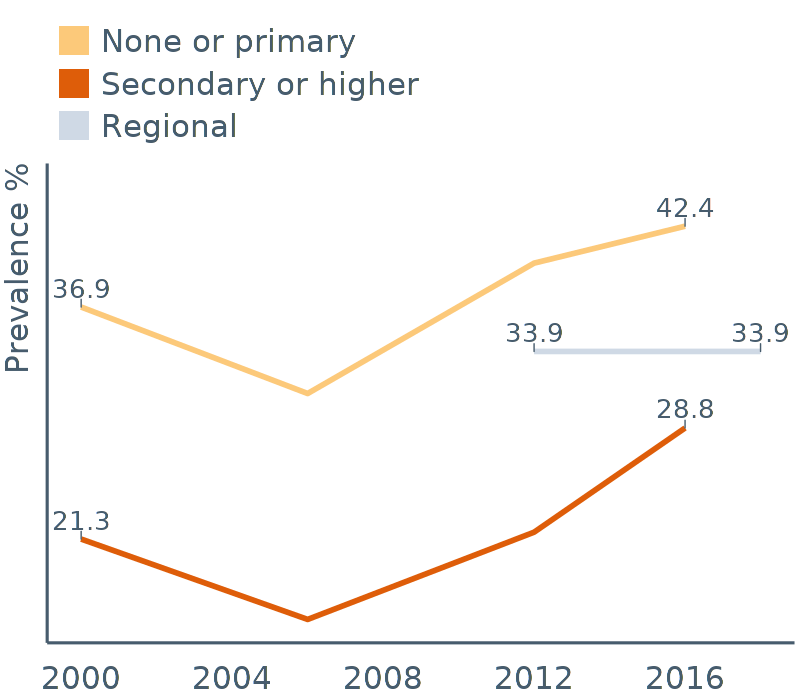 None or primary
Secondary or higher
Regional
Prevalence %
42.4
36.9
33.9 33.9
28.8
21.3
2000 2004 2008 2012 2016